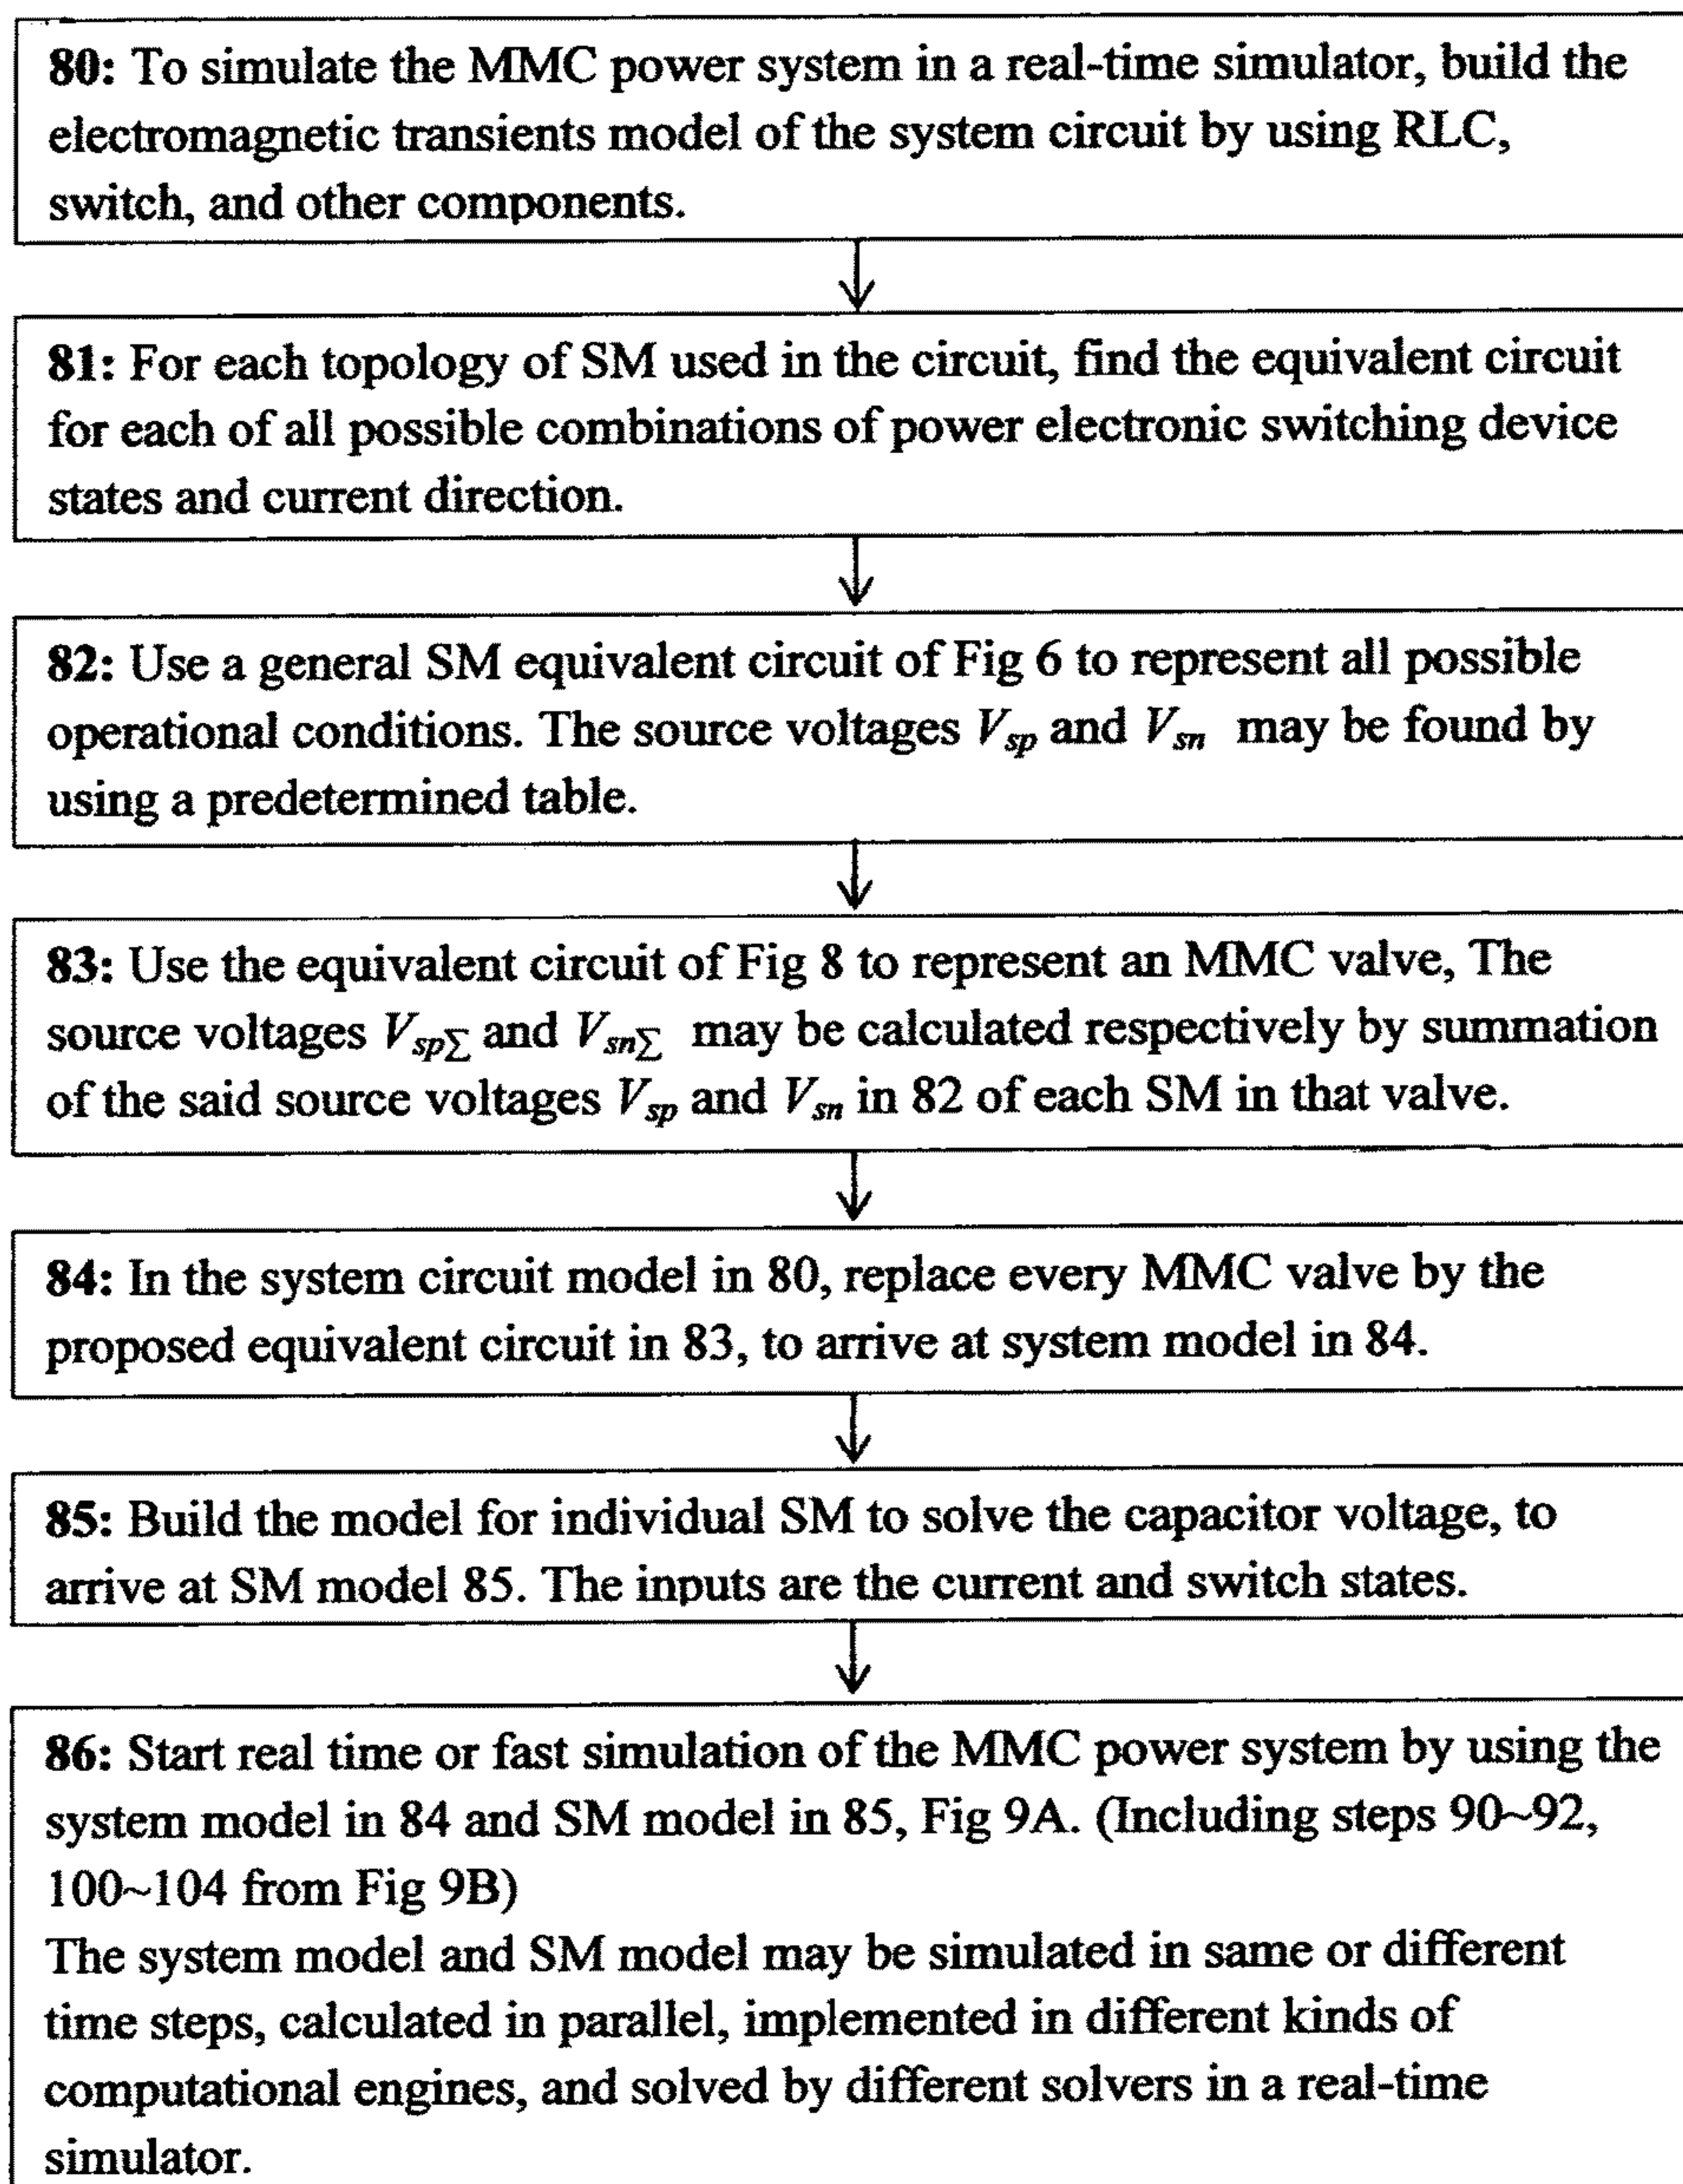 80: To simulate the MMC power system in a real-time simulator, build the
electromagnetic transients model of the system circuit by using RLC,
switch, and other components.
81: For each topology of SM used in the circuit, find the equivalent circuit
for each of all possible combinations of power electronic switching device
states and current direction.
82: Use a general SM equivalent circuit of Fig 6 to represent all possible
operational conditions. The source voltages Vsp and Vsn may be found by
using a predetermined table.
83: Use the equivalent circuit of Fig 8 to represent an MMC valve, The
source voltages Vsp∑ and Vsn∑ may be calculated respectively by summation
of the said source voltages Vsp and Vsn in 82 of each SM in that valve.
84: In the system circuit model in 80, replace every MMC valve by the
proposed equivalent circuit in 83, to arrive at system model in 84.
85: Build the model for individual SM to solve the capacitor voltage, to
arrive at SM model 85. The inputs are the current and switch states.
86: Start real time or fast simulation of the MMC power system by using the
system model in 84 and SM model in 85, Fig 9A. (Including steps 90~92,
100~104 from Fig 9B)
The system model and SM model may be simulated in same or different
time steps, calculated in parallel, implemented in different kinds of
computational engines, and solved by different solvers in a real-time
simulator.